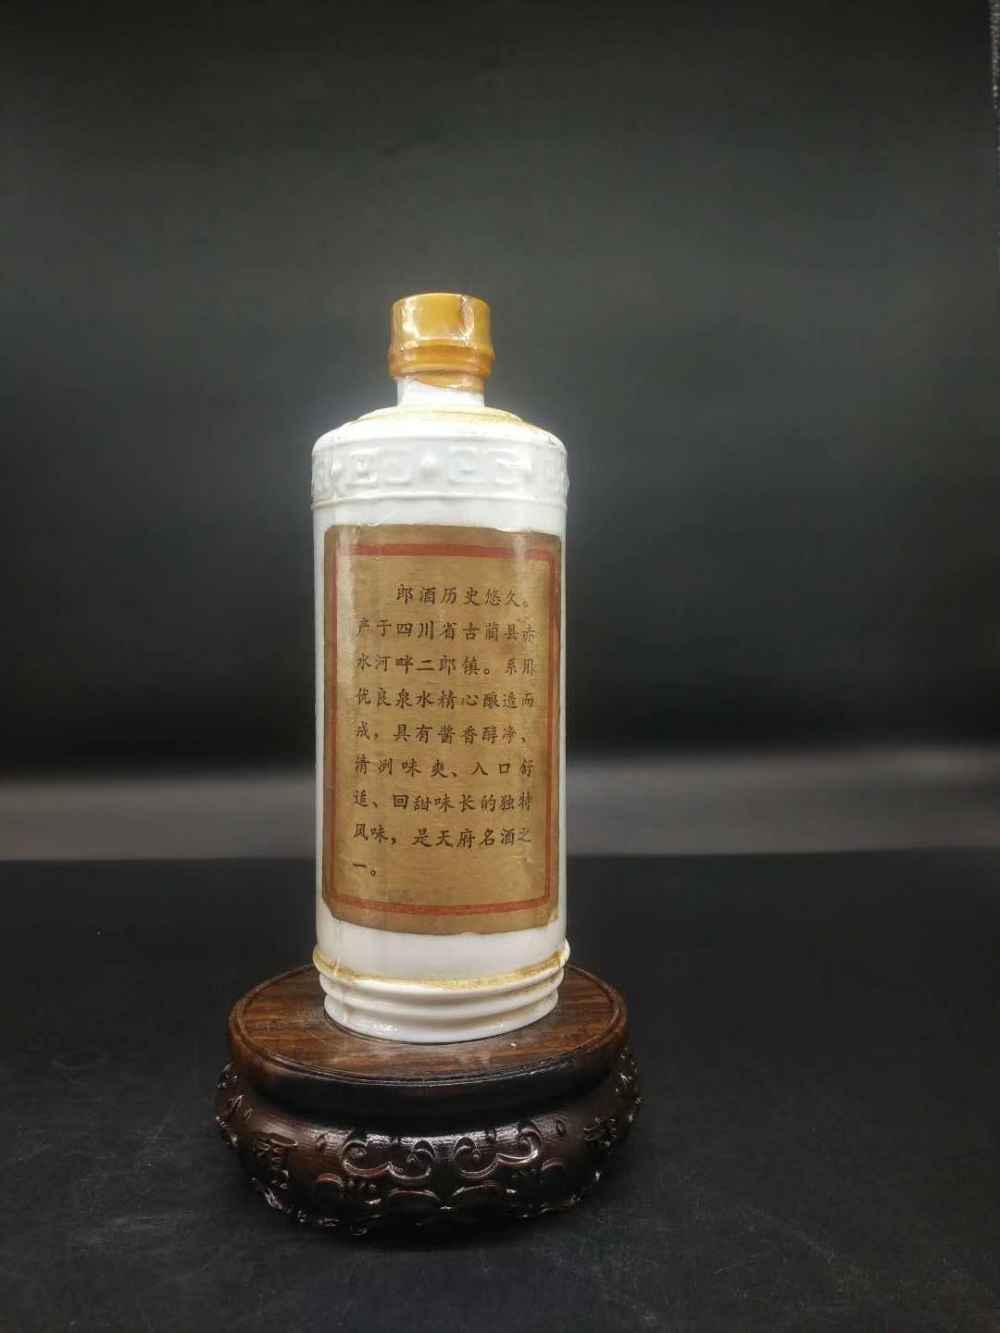 郎酒历史悠久。
产于四川省古蔺县赤
水河畔二郎镇。系用
优良泉水精心酿造而
成，具有酱香醇净、
清洌味爽、入口舒
适、回甜味长的独特
风味，是天府名酒之
一。